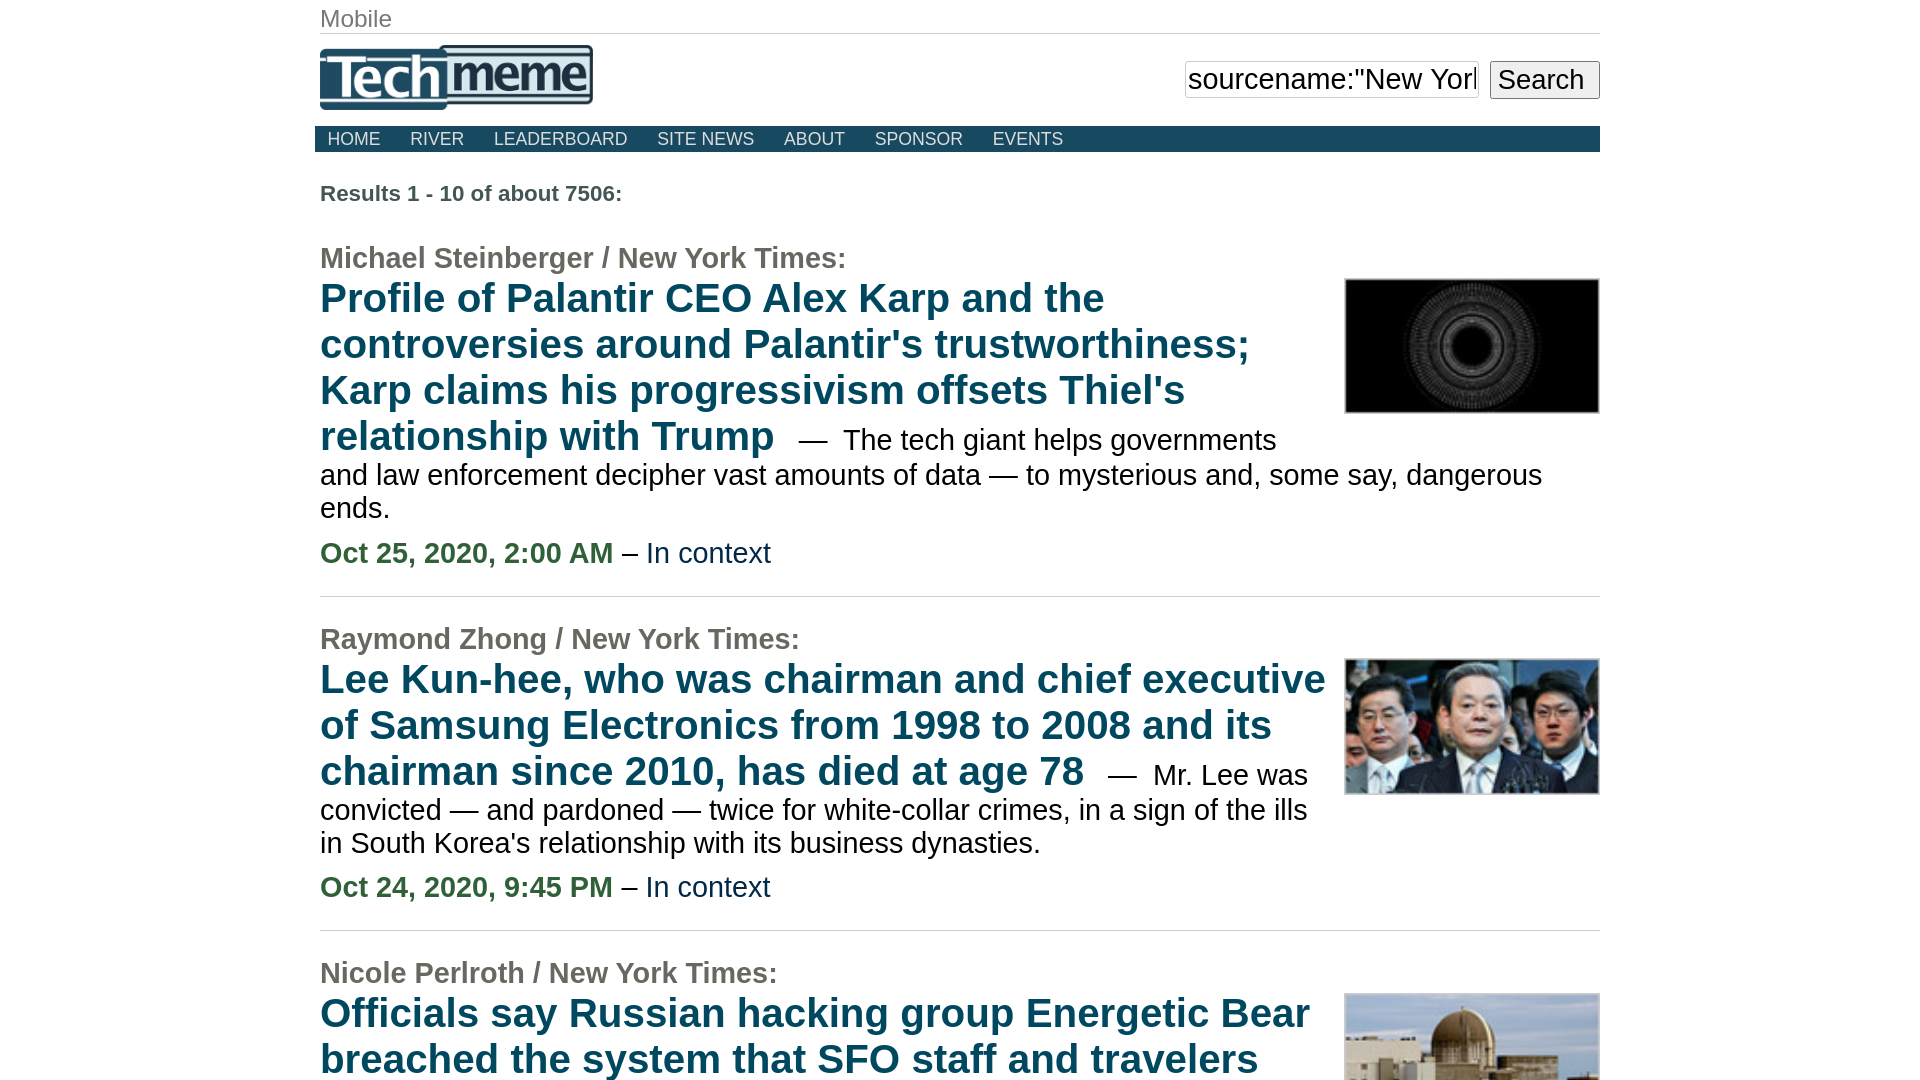 Mobile
Techmeme
sourcename:"New Yorl
Search
HOME RIVER LEADERBOARD SITE NEWS ABOUT SPONSOR EVENTS
Results 1 - 10 of about 7506:
Michael Steinberger / New York Times:
Profile of Palantir CEO Alex Karp and the
controversies around Palantir's trustworthiness;
Karp claims his progressivism offsets Thiel's
relationship with Trump — The tech giant helps governments
and law enforcement decipher vast amounts of data — to mysterious and, some say, dangerous
ends.
Oct 25, 2020, 2:00 AM – In context
Raymond Zhong / New York Times:
Lee Kun-hee, who was chairman and chief executive
of Samsung Electronics from 1998 to 2008 and its
chairman since 2010, has died at age 78 — Mr. Lee was
convicted — and pardoned — twice for white-collar crimes, in a sign of the ills
in South Korea's relationship with its business dynasties.
Oct 24, 2020, 9:45 PM – In context
Nicole Perlroth / New York Times:
Officials say Russian hacking group Energetic Bear
breached the system that SFO staff and travelers